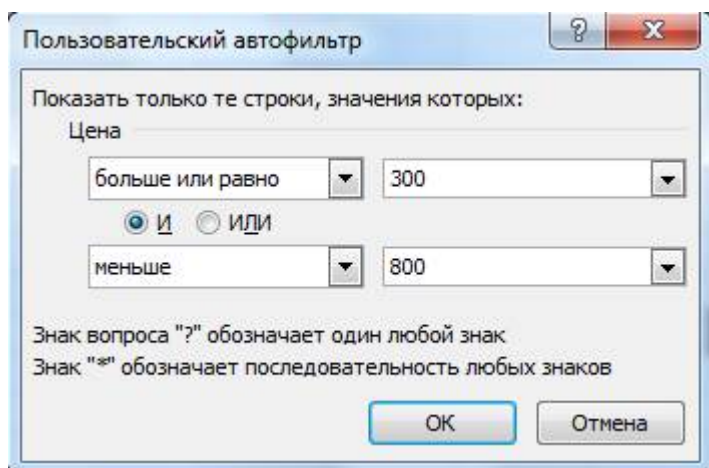 Пользовательский автофильтр
?
Показать только те строки, значения которых:
Цена
больше или равно 300
И ИЛИ
меньше 800
Знак вопроса "?" обозначает один любой знак
Знак "*" обозначает последовательность любых знаков
ОК Отмена